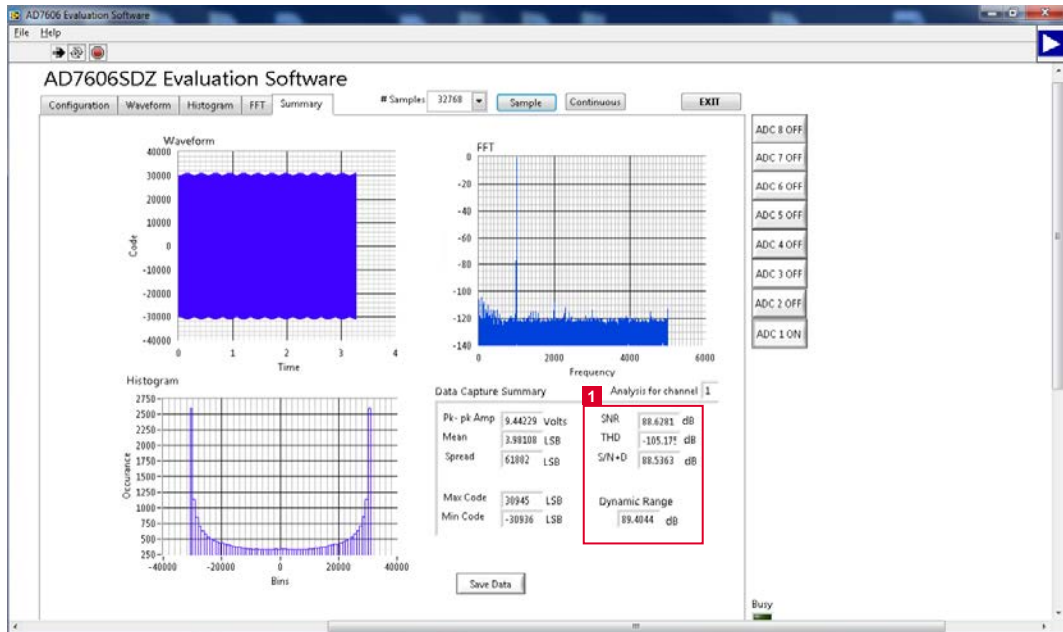 AD7606 Evaluation Software
File Help
AD7606SDZ Evaluation Software
Configuration Waveform Histogram FFT Summary
# Samples 32768 Sample Continuous EXIT
Waveform
40000
30000
20000
10000
0
-10000
-20000
-30000
-40000
Code
0 1 2 3 4
Time
FFT
0
-20
-40
-60
-80
-100
-120
-140
0 2000 4000 6000
Frequency
ADC 8 OFF
ADC 7 OFF
ADC 6 OFF
ADC 5 OFF
ADC 4 OFF
ADC 3 OFF
ADC 2 OFF
ADC 1 ON
Histogram
2750
2500
2250
2000
1750
1500
1250
1000
750
500
250
Occurance
-40000 -20000 0 20000 40000
Bins
Data Capture Summary
Pk- pk Amp 9.44229 Volts
Mean 3.98108 LSB
Spread 61882 LSB
Max Code 30945 LSB
Min Code -30936 LSB
Analysis for channel 1
1
SNR 88.6281 dB
THD -105.175 dB
S/N+D 88.5363 dB
Dynamic Range
89.4044 dB
Save Data
Busy